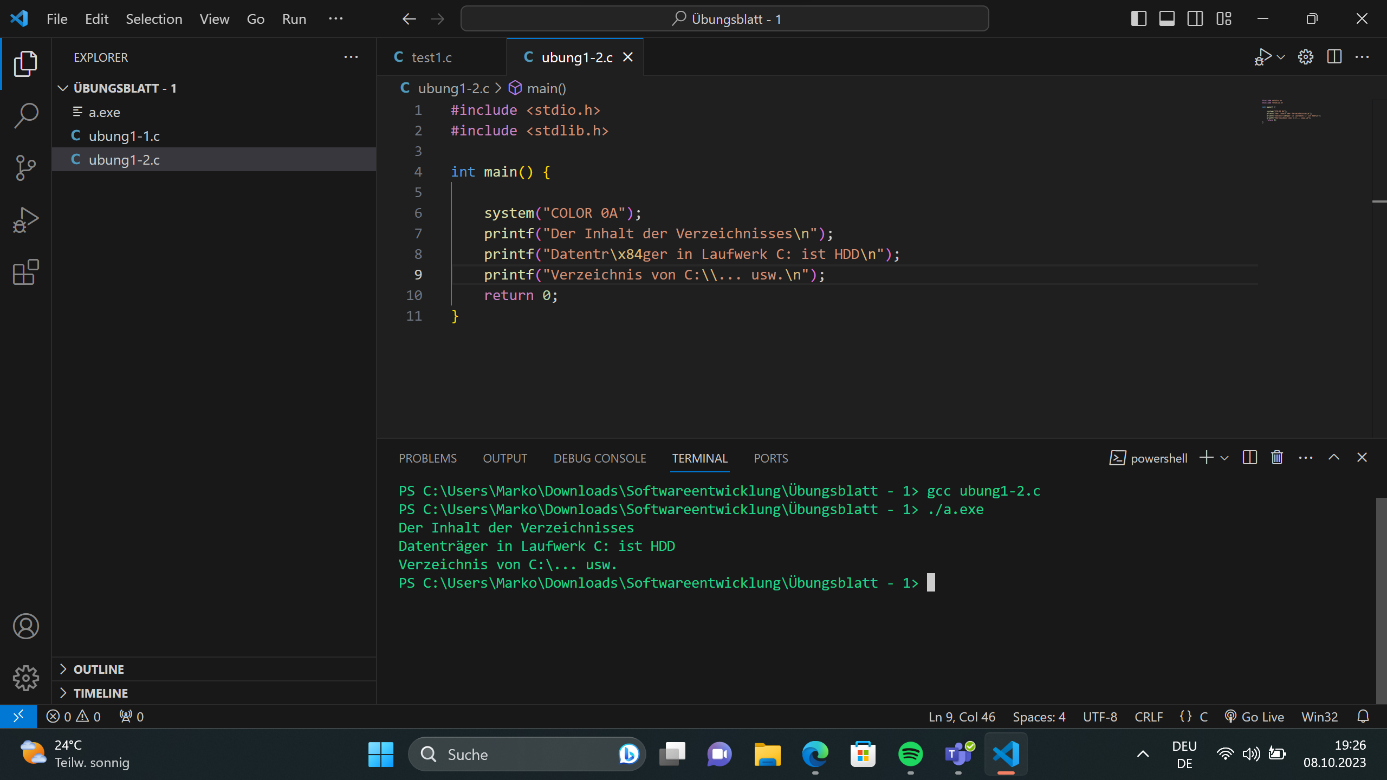 File Edit Selection View Go Run ···
Übungsblatt - 1
EXPLORER
ÜBUNGSBLATT - 1
a.exe
C ubung1-1.c
C ubung1-2.c
OUTLINE
TIMELINE
C test1.c
C ubung1-2.c
C ubung1-2.c > main()
1 #include <stdio.h>
2 #include <stdlib.h>
3
4 int main() {
5
6 system("COLOR 0A");
7 printf("Der Inhalt der Verzeichnisses\n");
8 printf("Datentr\x84ger in Laufwerk C: ist HDD\n");
9 printf("Verzeichnis von C:\\... usw.\n");
10 return 0;
11 }
PROBLEMS OUTPUT DEBUG CONSOLE TERMINAL PORTS
powershell
PS C:\Users\Marko\Downloads\Softwareentwicklung\Übungsblatt - 1> gcc ubung1-2.c
PS C:\Users\Marko\Downloads\Softwareentwicklung\Übungsblatt - 1> ./a.exe
Der Inhalt der Verzeichnisses
Datenträger in Laufwerk C: ist HDD
Verzeichnis von C:\... usw.
PS C:\Users\Marko\Downloads\Softwareentwicklung\Übungsblatt - 1>
0 0 0
Ln 9, Col 46 Spaces: 4 UTF-8 CRLF {} C Go Live Win32
24°C
Teilw. sonnig
Suche
DEU
DE
19:26
08.10.2023